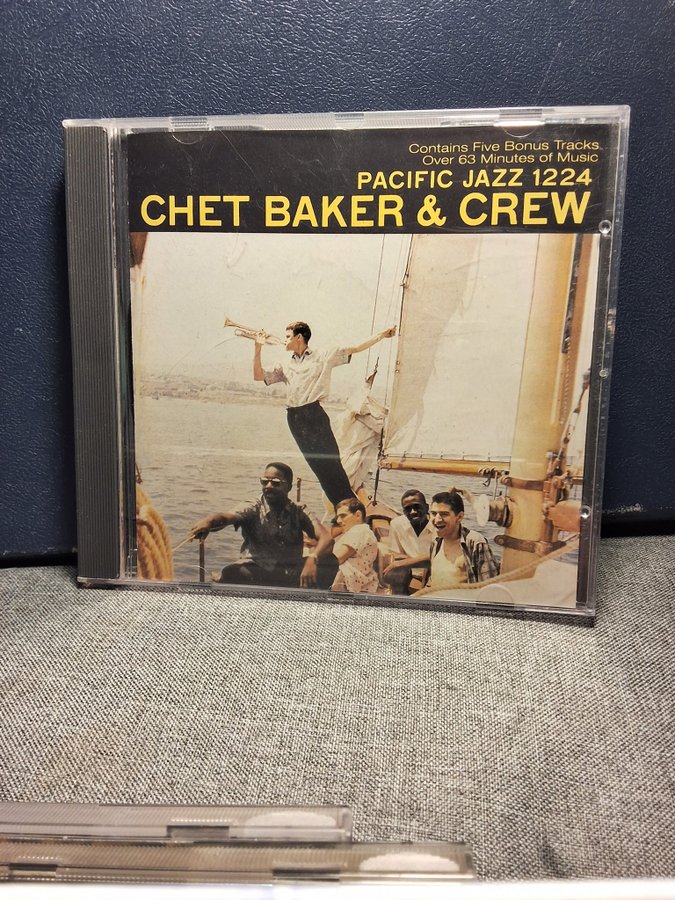 Contains Five Bonus Tracks
Over 63 Minutes of Music
PACIFIC JAZZ 1224
CHET BAKER & CREW